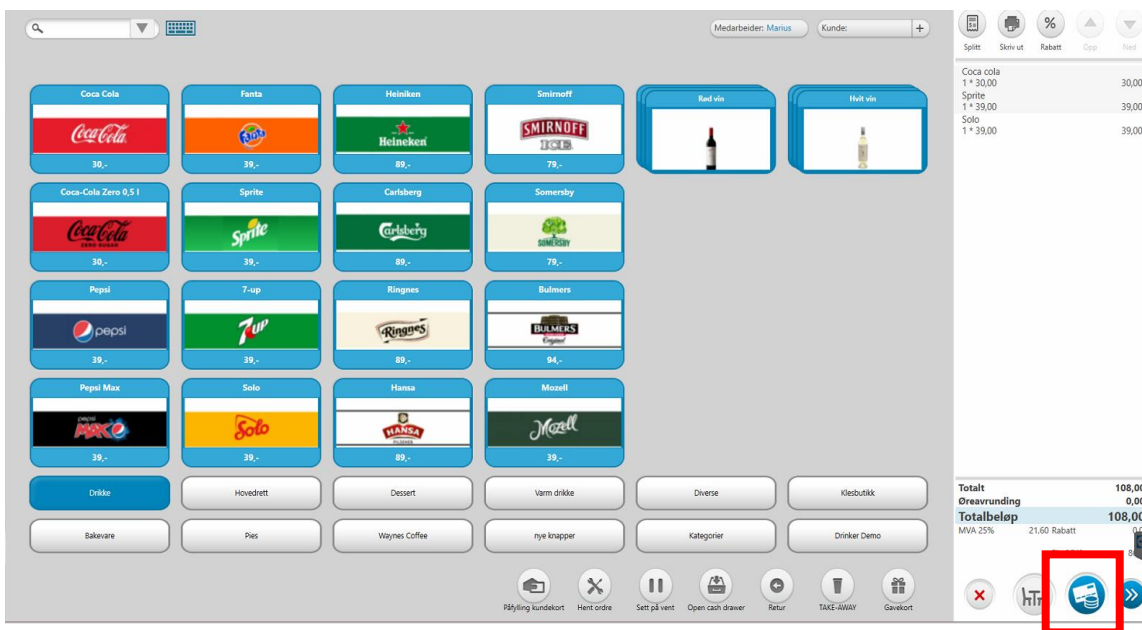 Medarbeider: Marius
Kunde:
+
Splitt
Skriv ut
Rabatt
Opp
Ned
Coca cola
1 * 30,00 30,00
Sprite
1 * 39,00 39,00
Solo
1 * 39,00 39,00
Coca Cola
Fanta
Heiniken
Smirnoff
Rød vin
Hvit vin
Coca-Cola
Fanta
Heineken
SMIRNOFF
ICE
30,-
39,-
89,-
79,-
Coca-Cola Zero 0,5 l
Sprite
Carlsberg
Somersby
Coca-Cola
ZERO SUGAR
Sprite
Carlsberg
SOMERSBY
30,-
39,-
89,-
79,-
Pepsi
7-up
Ringnes
Bulmers
pepsi
7UP
Ringnes
BULMERS
Original
39,-
39,-
89,-
94,-
Pepsi Max
Solo
Hansa
Mozell
pepsi
MAX
Solo
HANSA
PILSENER
Mozell
39,-
39,-
89,-
39,-
Drikke
Hovedrett
Dessert
Varm drikke
Diverse
Klesbutikk
Bakevare
Pies
Waynes Coffee
nye knapper
Kategorier
Drinker Demo
Totalt 108,00
Øreavrunding 0,00
Totalbeløp 108,00
MVA 25% 21,60 Rabatt
Påfylling kundekort
Hent ordre
Sett på vent
Open cash drawer
Retur
TAKE-AWAY
Gavekort